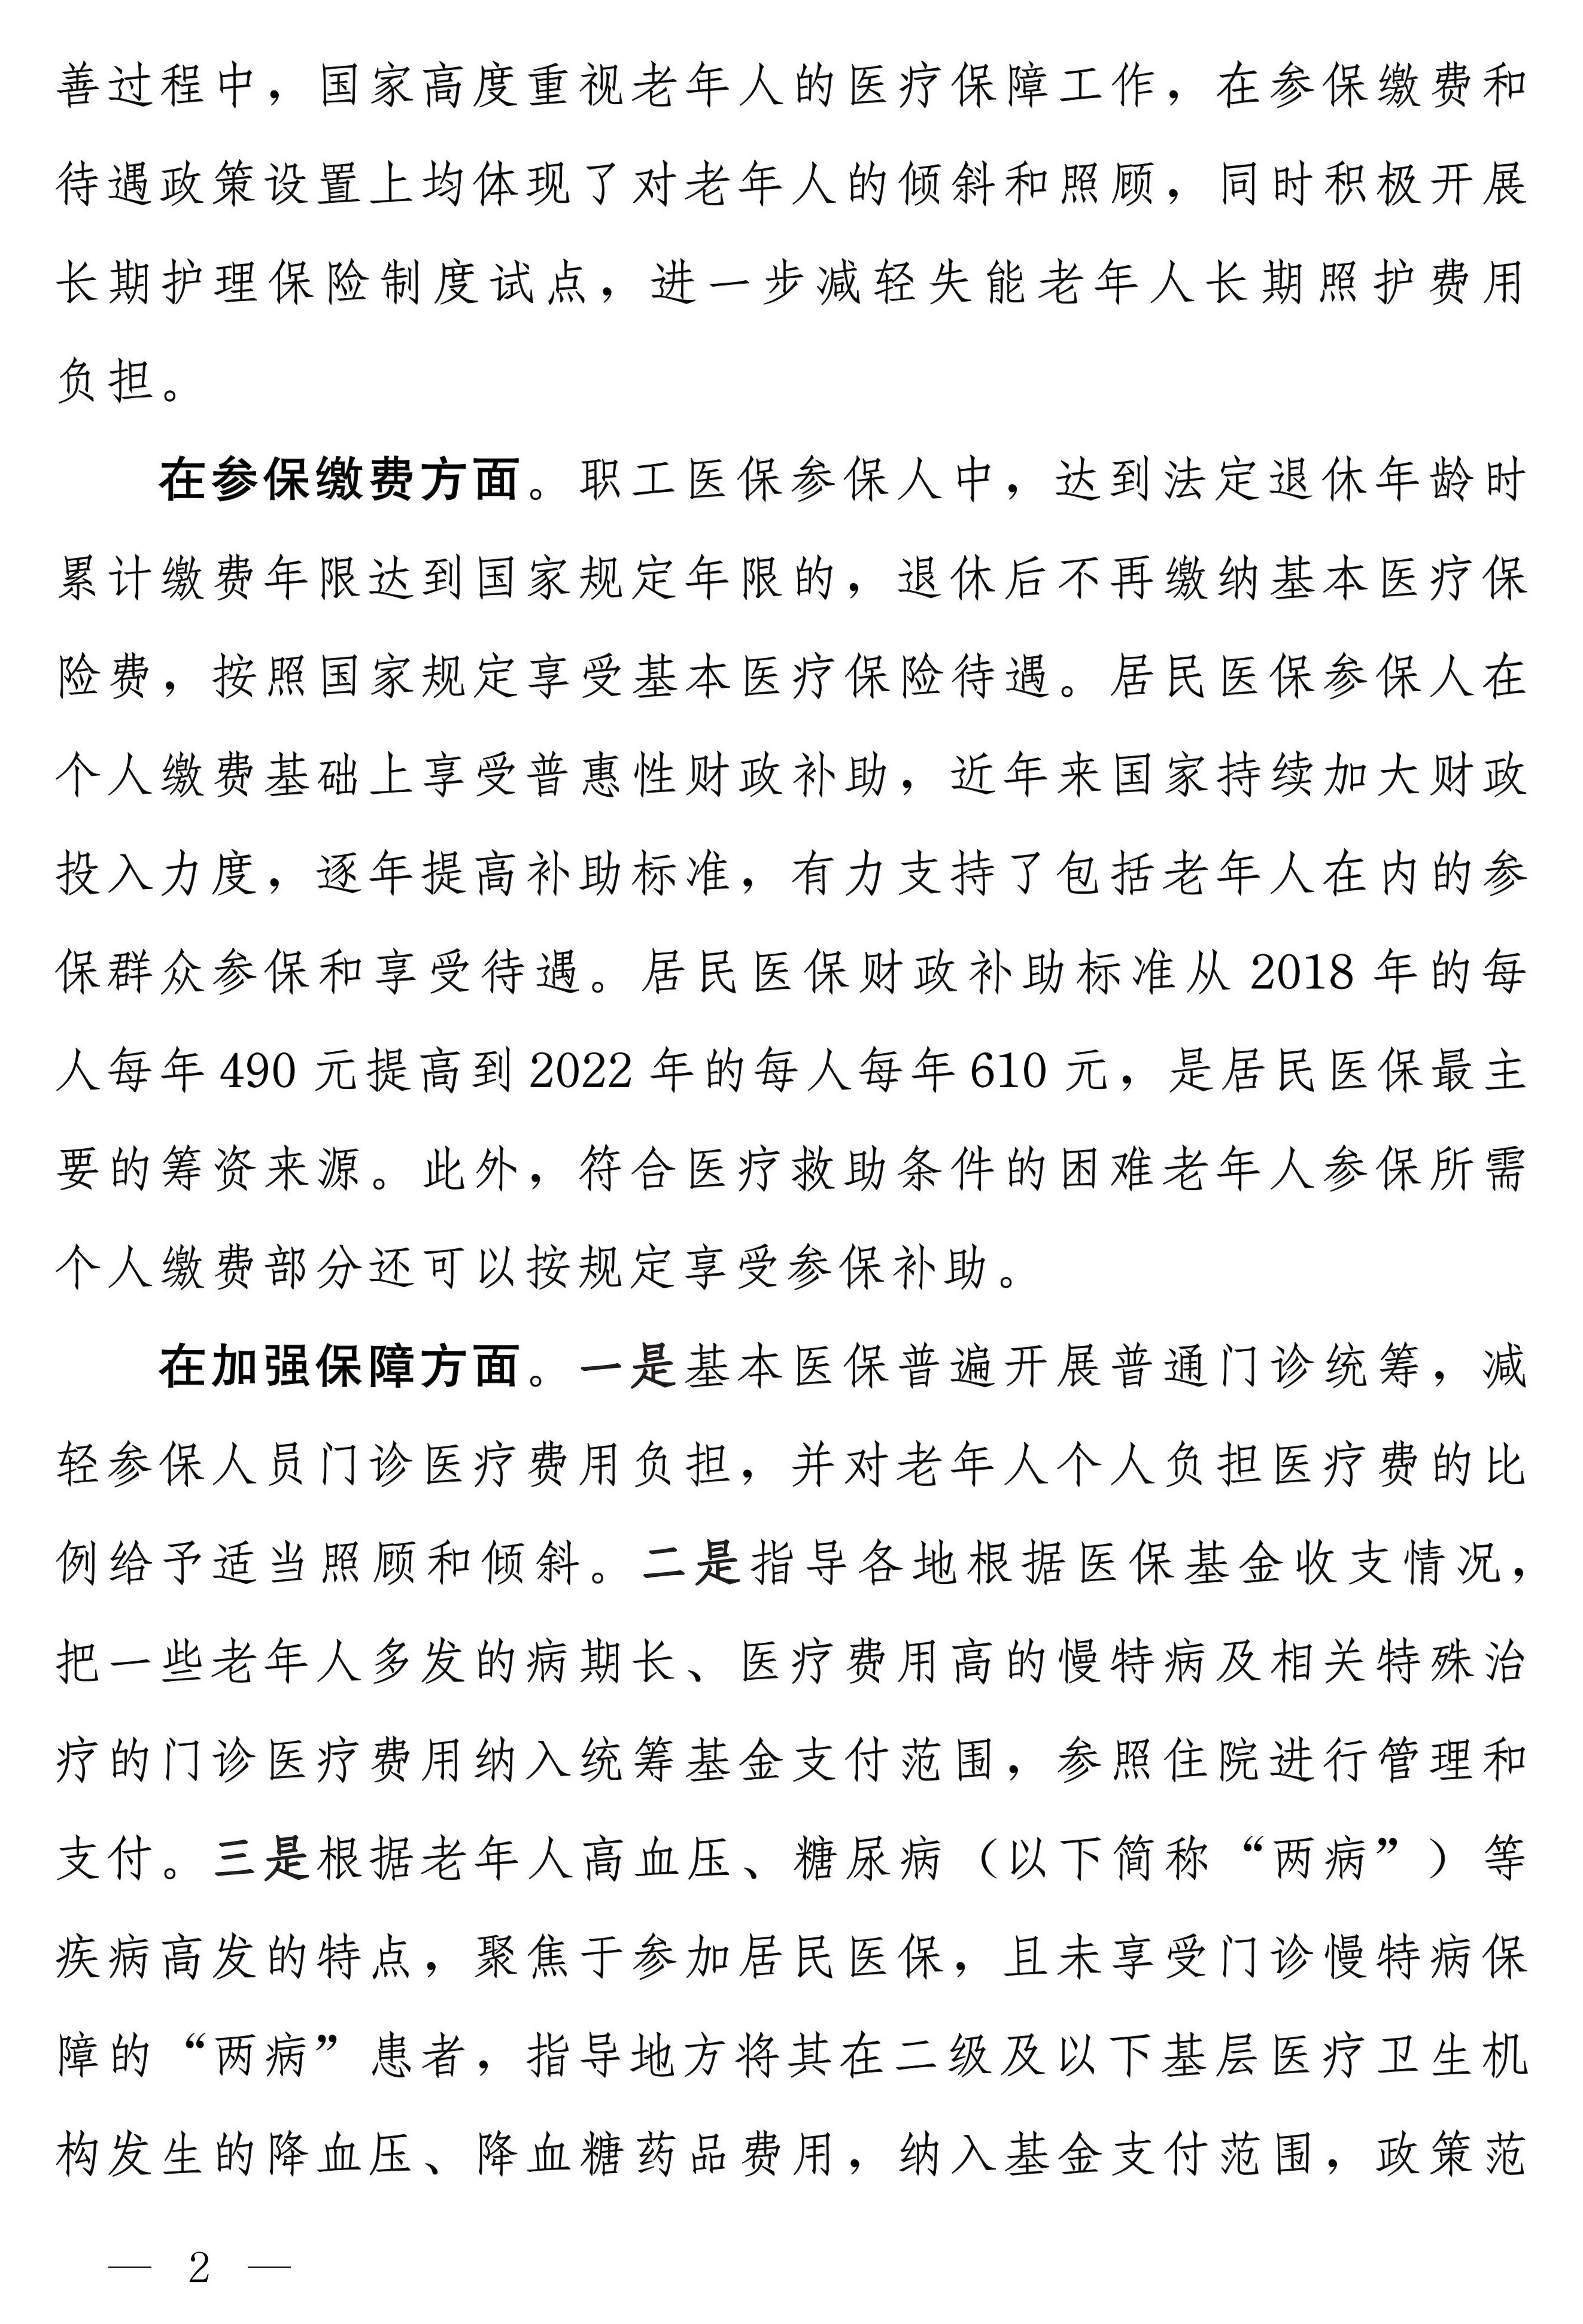 善过程中，国家高度重视老年人的医疗保障工作，在参保缴费和
待遇政策设置上均体现了对老年人的倾斜和照顾，同时积极开展
长期护理保险制度试点，进一步减轻失能老年人长期照护费用
负担。
在参保缴费方面。职工医保参保人中，达到法定退休年龄时
累计缴费年限达到国家规定年限的，退休后不再缴纳基本医疗保
险费，按照国家规定享受基本医疗保险待遇。居民医保参保人在
个人缴费基础上享受普惠性财政补助，近年来国家持续加大财政
投入力度，逐年提高补助标准，有力支持了包括老年人在内的参
保群众参保和享受待遇。居民医保财政补助标准从 2018 年的每
人每年 490 元提高到 2022 年的每人每年 610 元，是居民医保最主
要的筹资来源。此外，符合医疗救助条件的困难老年人参保所需
个人缴费部分还可以按规定享受参保补助。
在加强保障方面。一是基本医保普遍开展普通门诊统筹，减
轻参保人员门诊医疗费用负担，并对老年人个人负担医疗费的比
例给予适当照顾和倾斜。二是指导各地根据医保基金收支情况，
把一些老年人多发的病期长、医疗费用高的慢特病及相关特殊治
疗的门诊医疗费用纳入统筹基金支付范围，参照住院进行管理和
支付。三是根据老年人高血压、糖尿病（以下简称“两病”）等
疾病高发的特点，聚焦于参加居民医保，且未享受门诊慢特病保
障的“两病”患者，指导地方将其在二级及以下基层医疗卫生机
构发生的降血压、降血糖药品费用，纳入基金支付范围，政策范
— 2 —